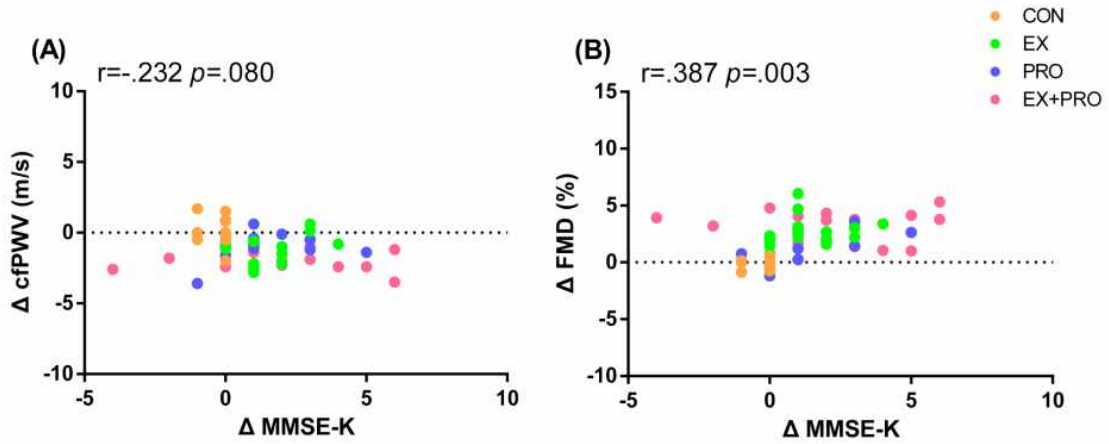 (A)
r=-.232 p=.080
10
5
0
-5
-10
Δ cfPWV (m/s)
-5 0 5 10
Δ MMSE-K
(B)
r=.387 p=.003
15
10
5
0
-5
-10
Δ FMD (%)
-5 0 5 10
Δ MMSE-K
CON
EX
PRO
EX+PRO